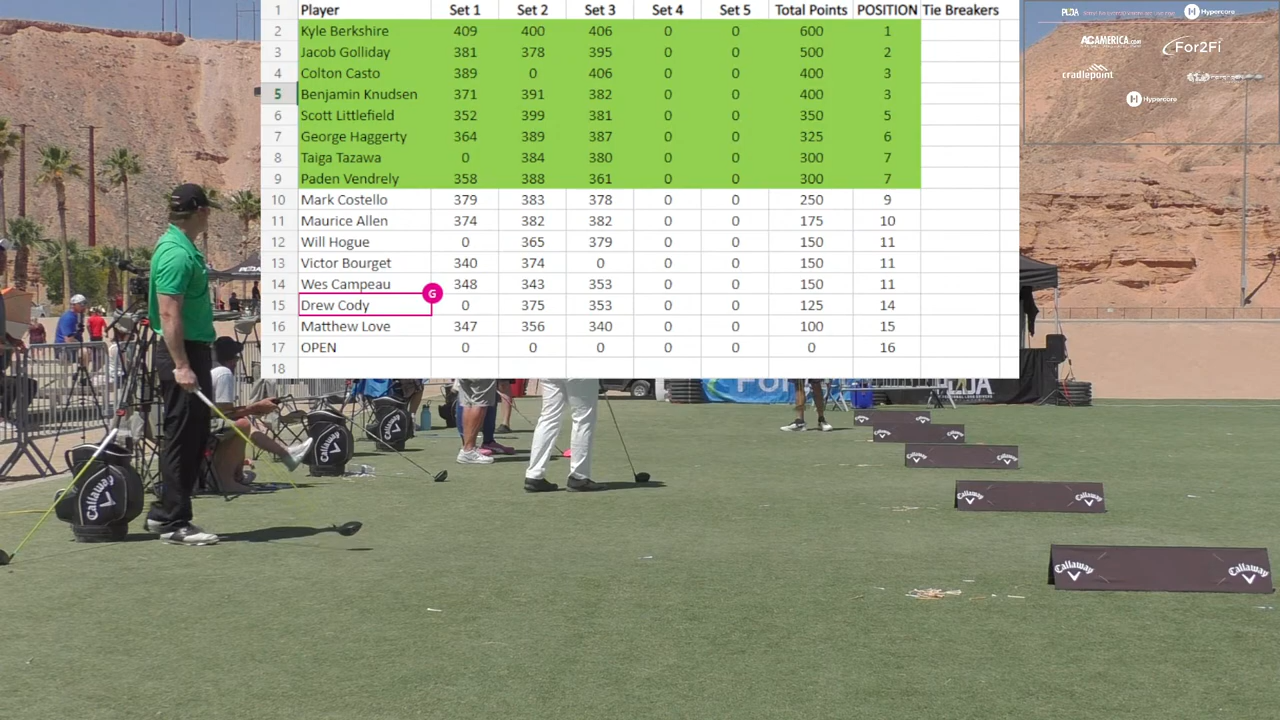 1 Player Set 1 Set 2 Set 3 Set 4 Set 5 Total Points POSITION Tie Breakers
2 Kyle Berkshire 409 400 406 0 0 600 1
3 Jacob Golliday 381 378 395 0 0 500 2
4 Colton Casto 389 0 406 0 0 400 3
5 Benjamin Knudsen 371 391 382 0 0 400 3
6 Scott Littlefield 352 399 381 0 0 350 5
7 George Haggerty 364 389 387 0 0 325 6
8 Taiga Tazawa 0 384 380 0 0 300 7
9 Paden Vendrely 358 388 361 0 0 300 7
10 Mark Costello 379 383 378 0 0 250 9
11 Maurice Allen 374 382 382 0 0 175 10
12 Will Hogue 0 365 379 0 0 150 11
13 Victor Bourget 340 374 0 0 0 150 11
14 Wes Campeau 348 343 353 0 0 150 11
G
15 Drew Cody 0 375 353 0 0 125 14
16 Matthew Love 347 356 340 0 0 100 15
17 OPEN 0 0 0 0 0 0 16
18
PLDA
Hypercore
ACAMERICA.COM
For2Fi
cradlepoint
Hypercore
Callaway
Callaway
Callaway
Callaway Callaway
Callaway Callaway
Callaway Callaway